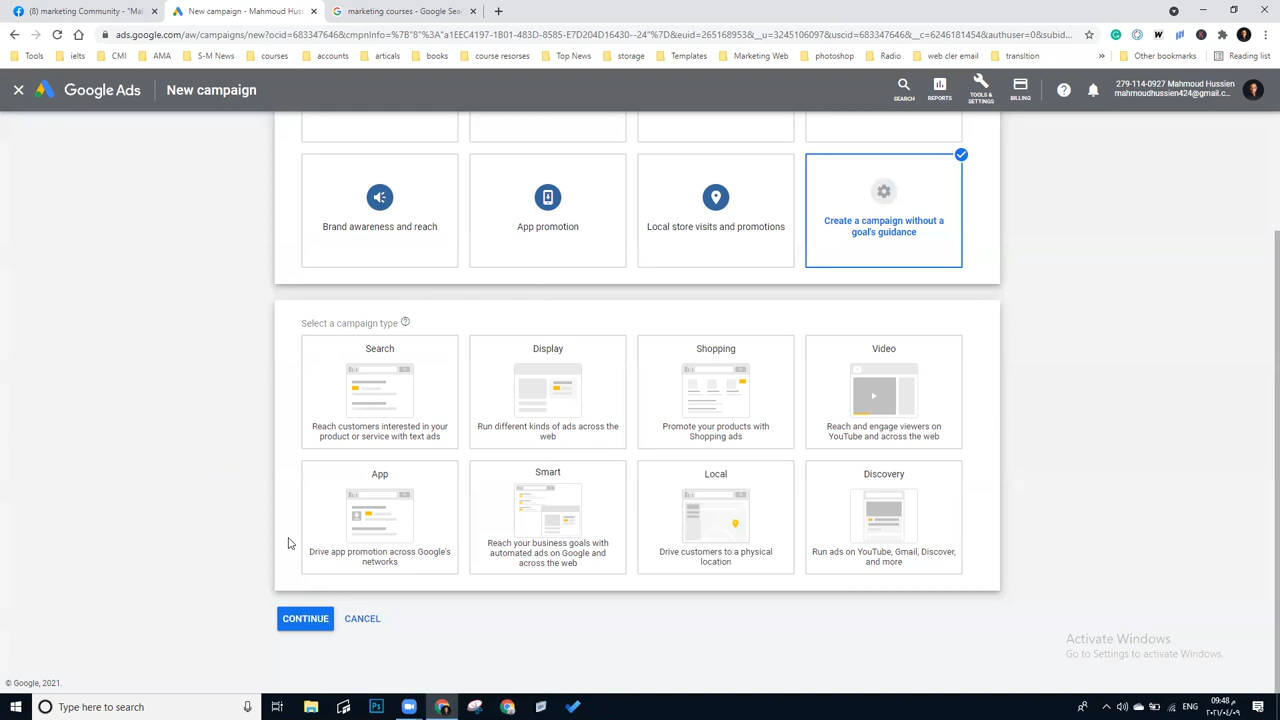 (8) marketing Community - "Mal
New campaign - Mahmoud Hussien
marketing courses - Google Sea
ads.google.com/aw/campaigns/new?ocid=683347646&cmpnInfo=%7B"8"%3A"a1EEC4197-1B01-483D-8585-E7D204D16430--24"%7D&euid=2651689538&__u=3245106097&uscid=683347646&__c=6246181454&authuser=0&subid...
Tools
ielts
CMI
AMA
S-M News
courses
accounts
articals
books
course resorses
Top News
storage
Templates
Marketing Web
photoshop
Radio
web cler email
transltion
»
Other bookmarks
Reading list
Google Ads
New campaign
SEARCH
REPORTS
TOOLS &
SETTINGS
BILLING
279-114-0927 Mahmoud Hussien
mahmoudhussien424@gmail.c...
Brand awareness and reach
App promotion
Local store visits and promotions
Create a campaign without a
goal's guidance
Select a campaign type
Search
Reach customers interested in your
product or service with text ads
Display
Run different kinds of ads across the
web
Shopping
Promote your products with
Shopping ads
Video
Reach and engage viewers on
YouTube and across the web
App
Drive app promotion across Google's
networks
Smart
Reach your business goals with
automated ads on Google and
across the web
Local
Drive customers to a physical
location
Discovery
Run ads on YouTube, Gmail, Discover,
and more
CONTINUE
CANCEL
Activate Windows
Go to Settings to activate Windows.
© Google, 2021.
Type here to search
Ps
ENG
09:48 م
٢٠٢١/٠٤/٠٩